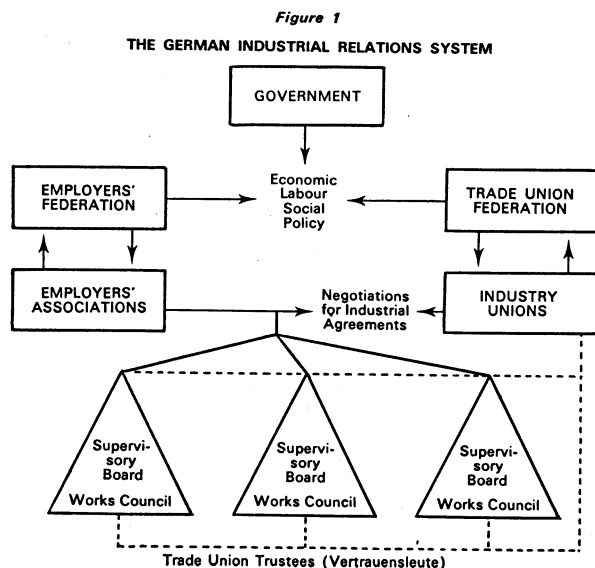 Figure 1
THE GERMAN INDUSTRIAL RELATIONS SYSTEM
GOVERNMENT
EMPLOYERS'
FEDERATION
Economic
Labour
Social
Policy
TRADE UNION
FEDERATION
EMPLOYERS'
ASSOCIATIONS
Negotiations
for Industrial
Agreements
INDUSTRY
UNIONS
Supervi-
sory
Board
Works Council
Supervi-
sory
Board
Works Council
Supervi-
sory
Board
Works Council
Trade Union Trustees (Vertrauensleute)